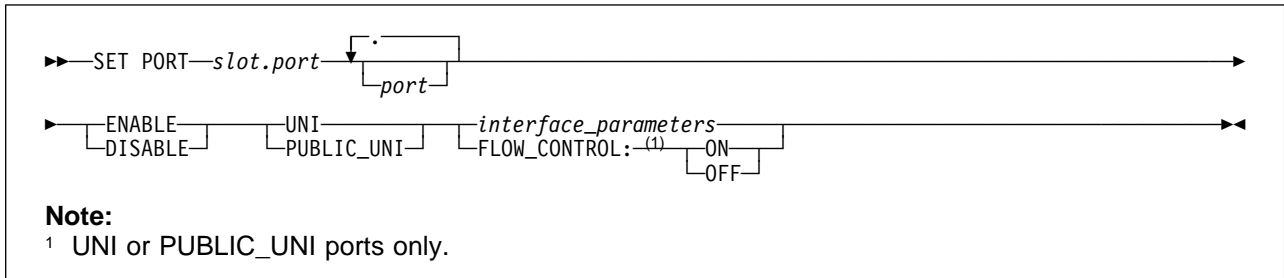 .
►►─SET PORT─slot.port
port
►
► ENABLE UNI interface_parameters ►◄
DISABLE PUBLIC_UNI FLOW_CONTROL: (1) ON
OFF
Note:
1 UNI or PUBLIC_UNI ports only.